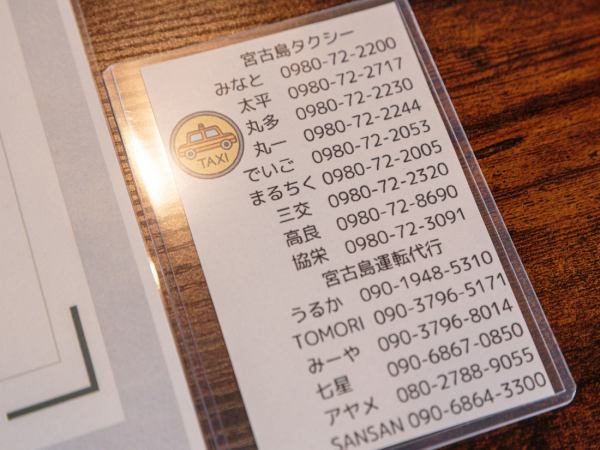 宮古島タクシー
みなと 0980-72-2200
太平 0980-72-2717
丸多 0980-72-2230
丸一 0980-72-2244
でいご 0980-72-2053
まるちく 0980-72-2005
三交 0980-72-2320
高良 0980-72-8690
協栄 0980-72-3091
宮古島運転代行
うるか 090-1948-5310
TOMORI 090-3796-5171
みーや 090-3796-8014
七星 090-6867-0850
アヤメ 080-2788-9055
SANSAN 090-6864-3300
TAXI